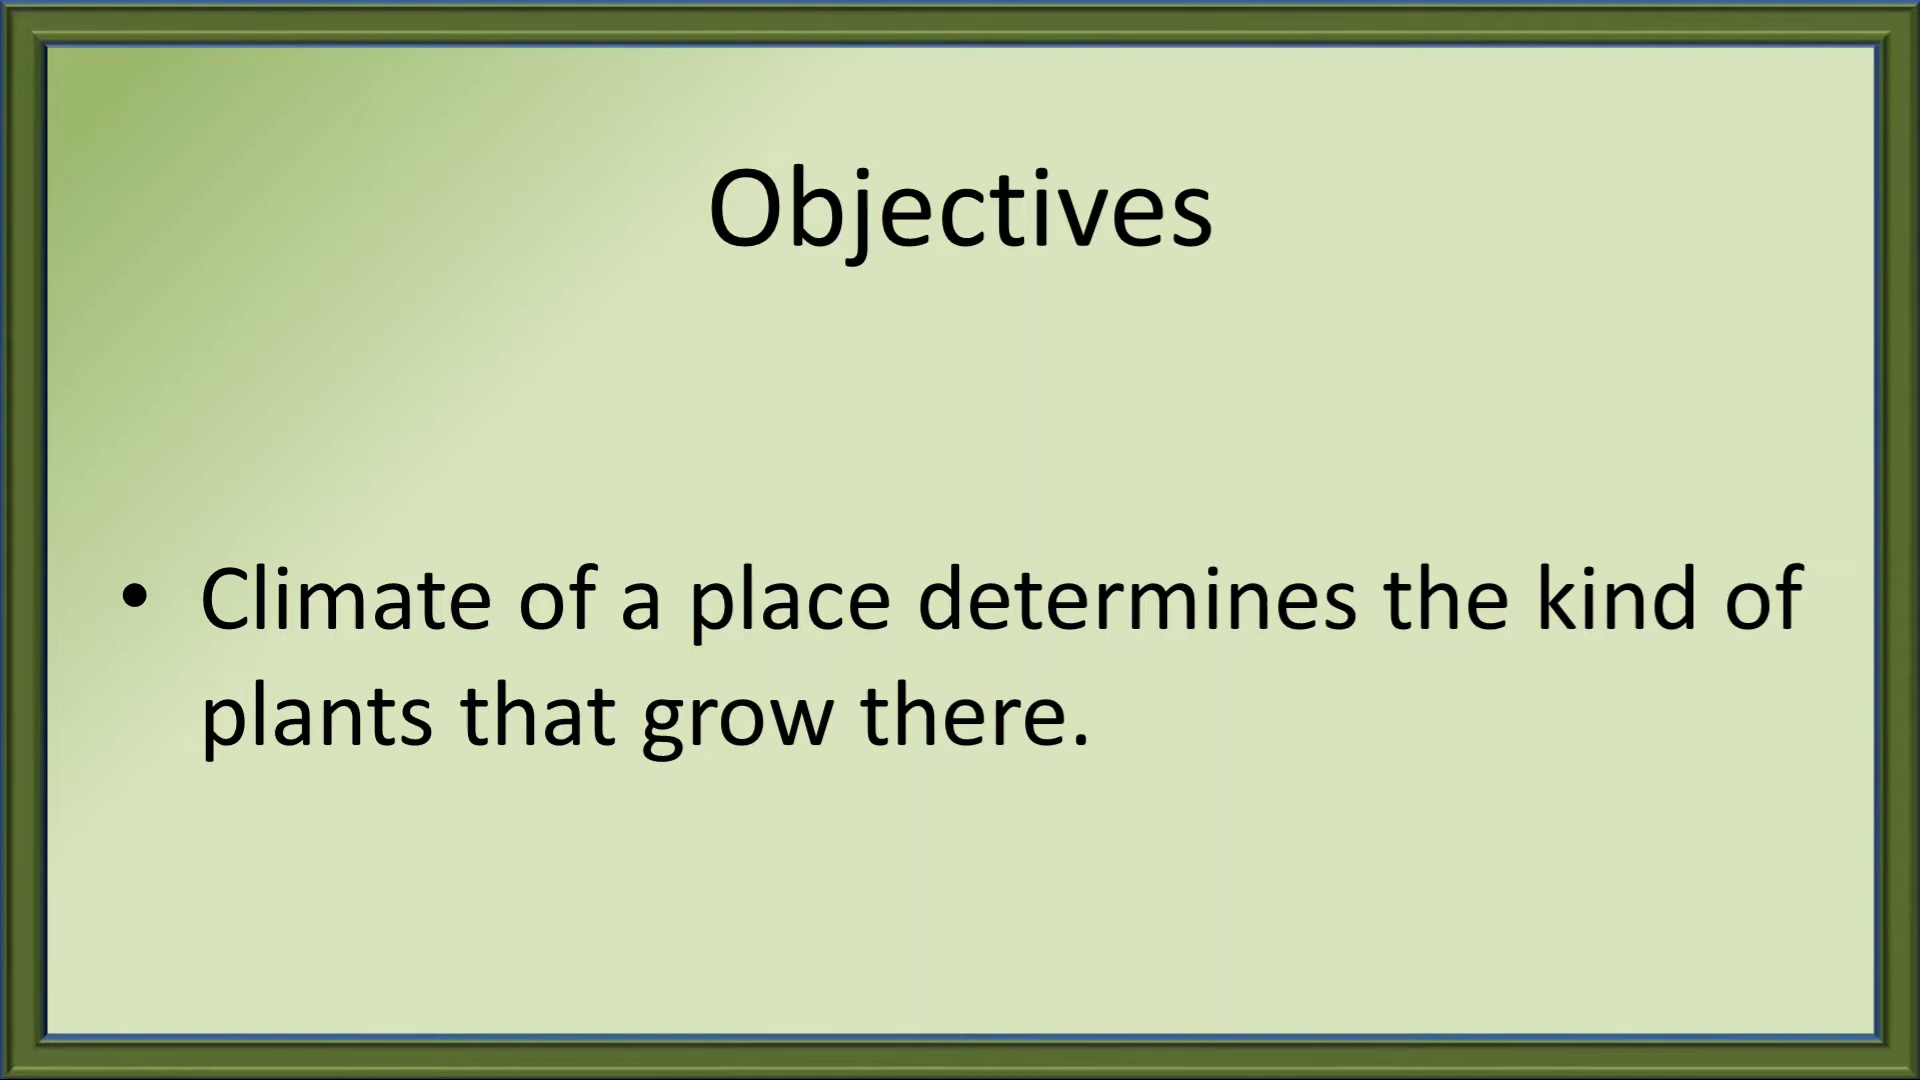 Objectives
• Climate of a place determines the kind of
plants that grow there.